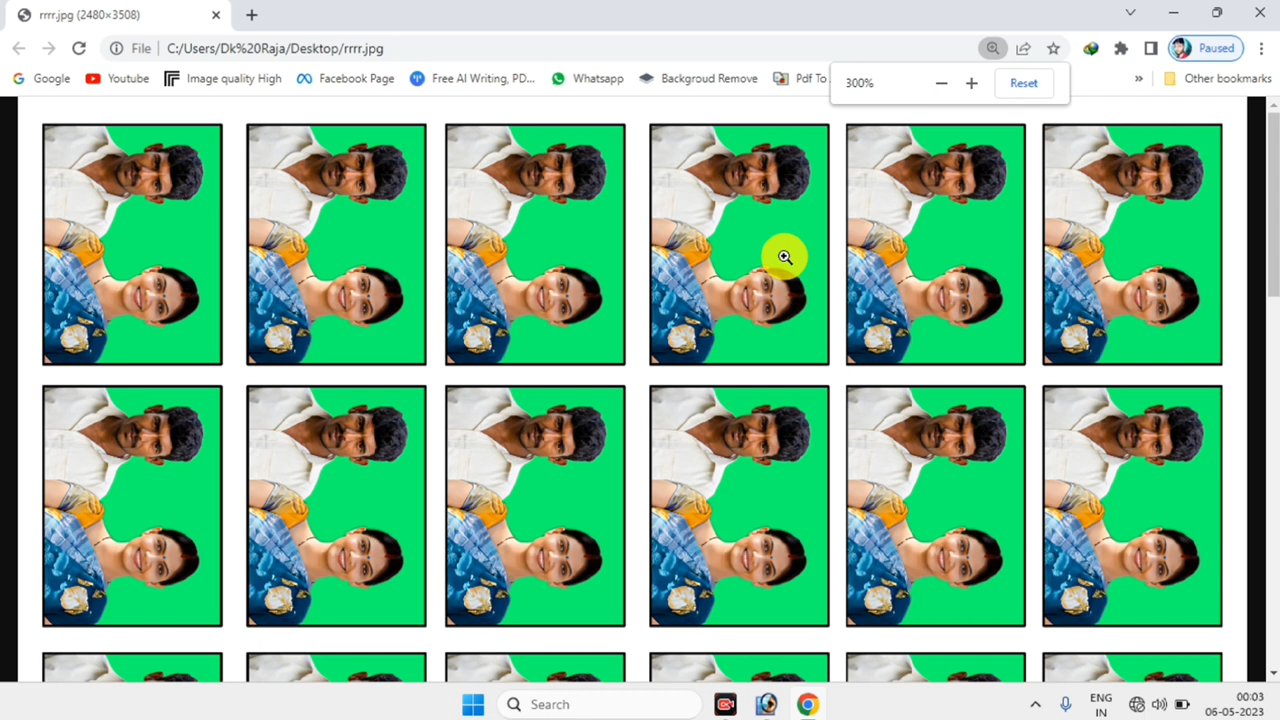 rrrr.jpg (2480×3508)
File
C:/Users/Dk%20Raja/Desktop/rrrr.jpg
Paused
Google
Youtube
Image quality High
Facebook Page
Free AI Writing, PD...
Whatsapp
Backgroud Remove
Pdf To
»
Other bookmarks
300%
Reset
Search
ENG
IN
00:03
06-05-2023